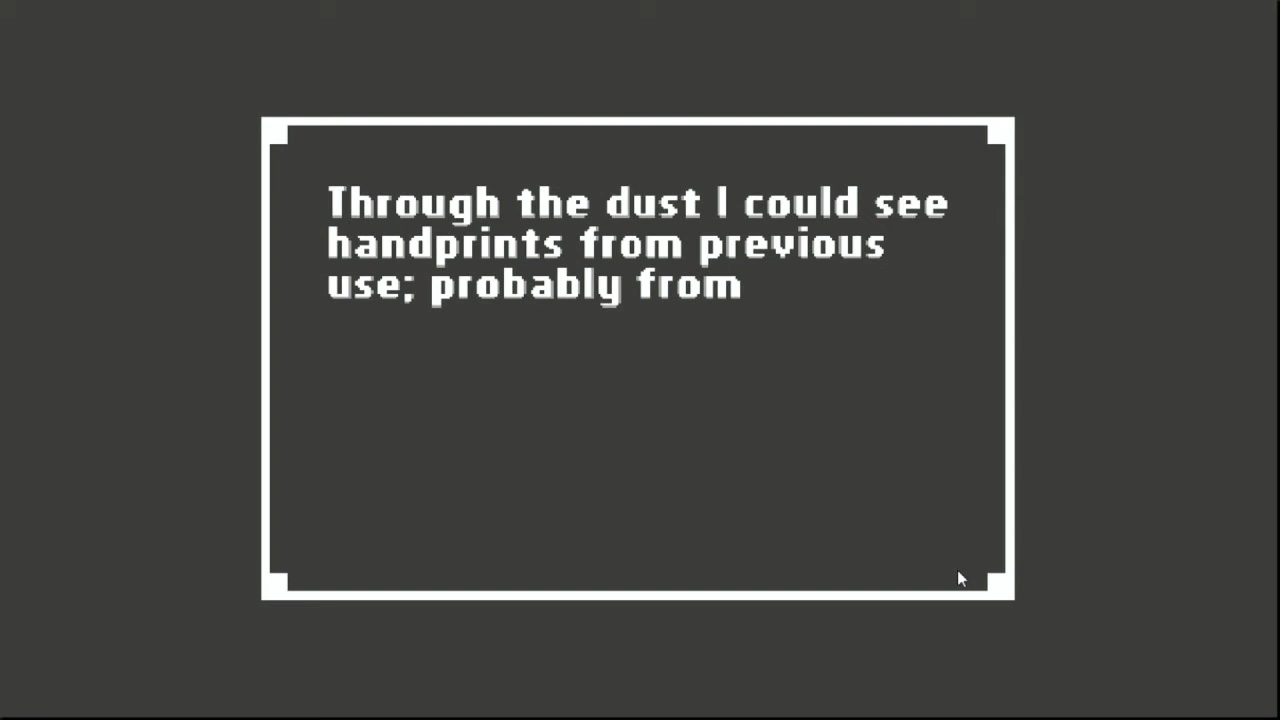 Through the dust I could see
handprints from previous
use; probably from